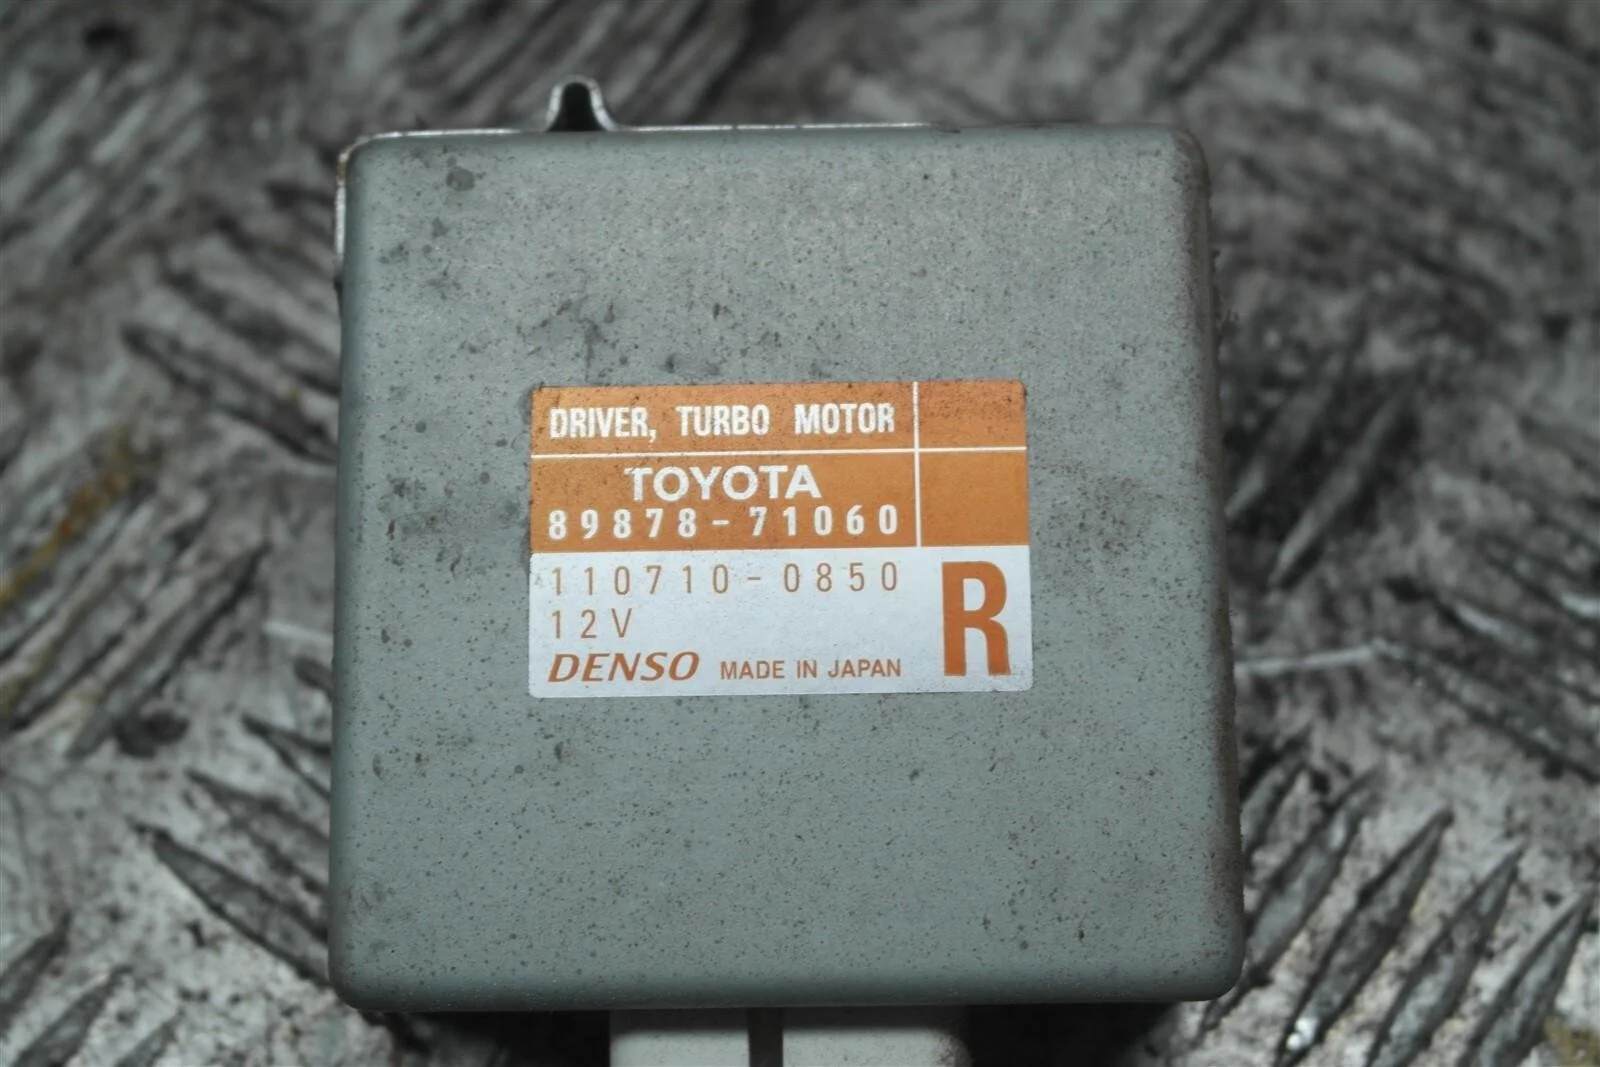 DRIVER, TURBO MOTOR
TOYOTA
89878-71060
110710-0850
12V
R
DENSO MADE IN JAPAN